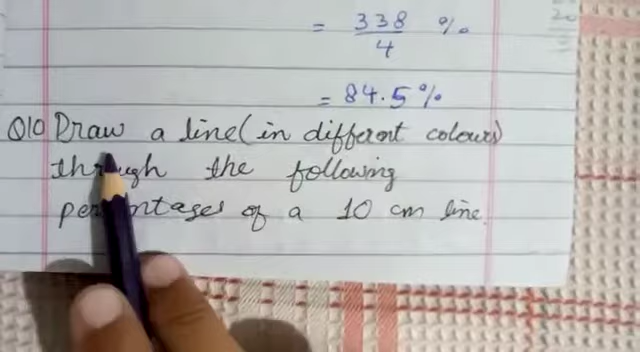 = 338/4 %
= 84.5%
Q10 Draw a line (in different colours)
through the following
percentages of a 10 cm line.